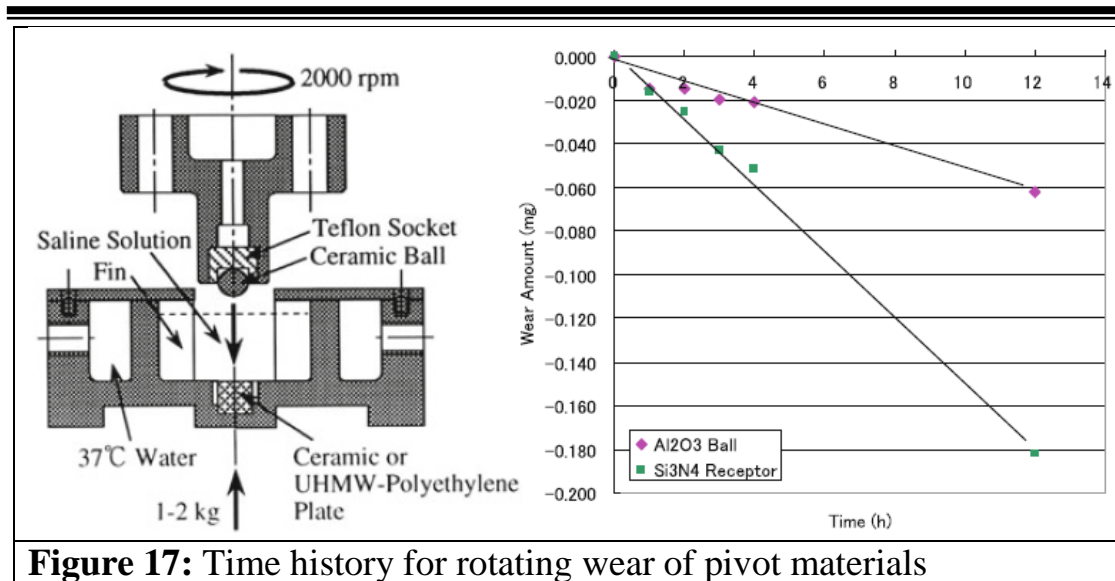 2000 rpm
Teflon Socket
Saline Solution
Ceramic Ball
Fin
37℃ Water
Ceramic or
UHMW-Polyethylene
Plate
1-2 kg
0.000
−0.020
−0.040
−0.060
−0.080
−0.100
−0.120
−0.140
−0.160
−0.180
−0.200
0 2 4 6 8 10 12 14
Wear Amount (mg)
Al2O3 Ball
Si3N4 Receptor
Time (h)
Figure 17: Time history for rotating wear of pivot materials